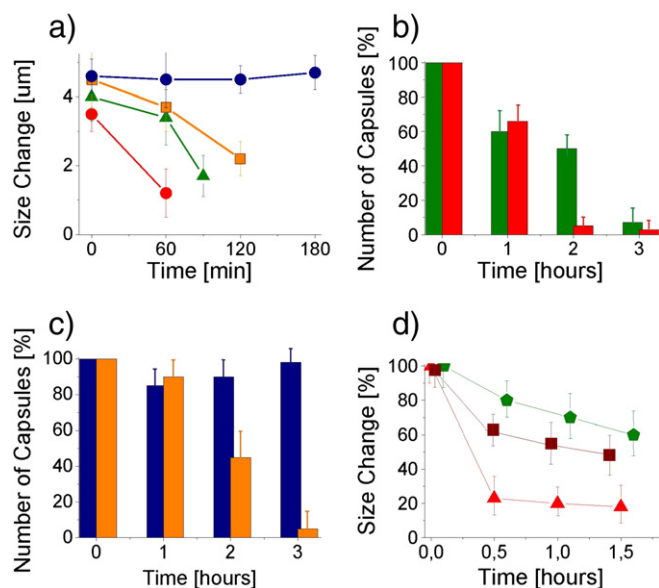 a)
Size Change [um]
4
2
0
0 60 120 180
Time [min]
b)
Number of Capsules [%]
100
80
60
40
20
0
0 1 2 3
Time [hours]
c)
Number of Capsules [%]
100
80
60
40
20
0
0 1 2 3
Time [hours]
d)
Size Change [%]
100
80
60
40
20
0
0,0 0,5 1,0 1,5
Time [hours]